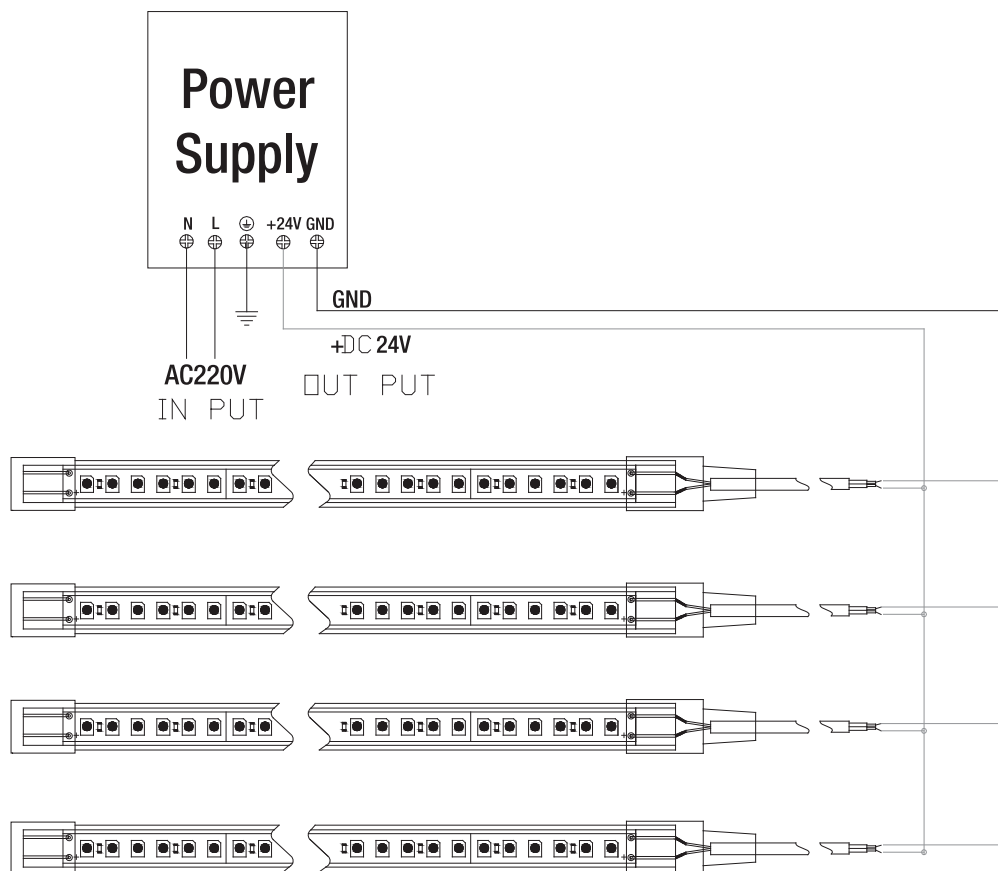 Power
Supply
N L +24V GND
GND
+DC 24V
AC220V
OUT PUT
IN PUT